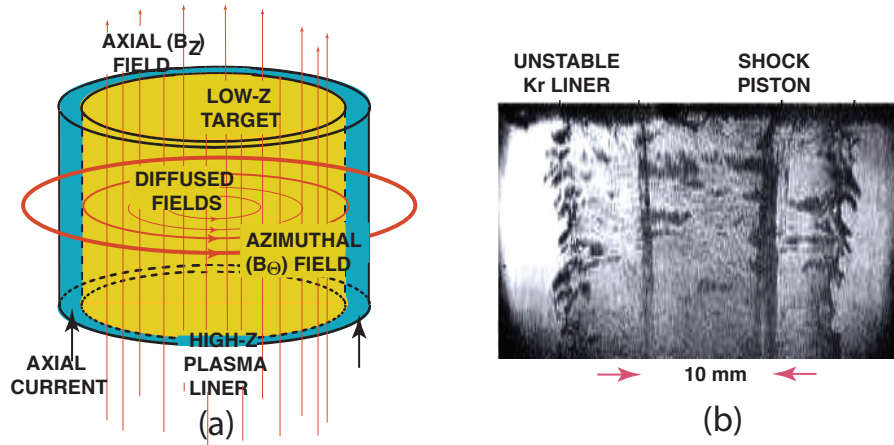 AXIAL (BZ)
FIELD
LOW-Z
TARGET
DIFFUSED
FIELDS
AZIMUTHAL
(BΘ) FIELD
HIGH-Z
PLASMA
LINER
AXIAL
CURRENT
(a)
UNSTABLE
Kr LINER
SHOCK
PISTON
10 mm
(b)